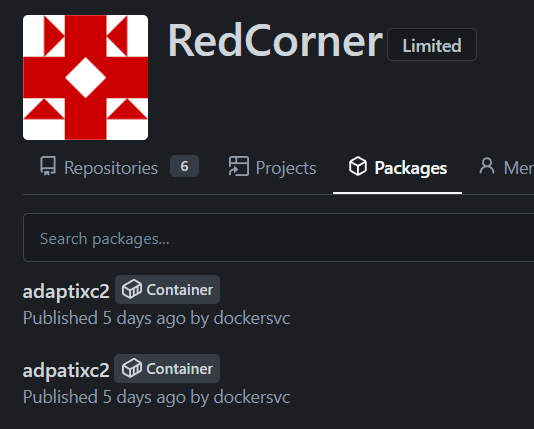 RedCorner Limited
Repositories 6 Projects Packages
Search packages...
adaptixc2 Container
Published 5 days ago by dockersvc
adpatixc2 Container
Published 5 days ago by dockersvc